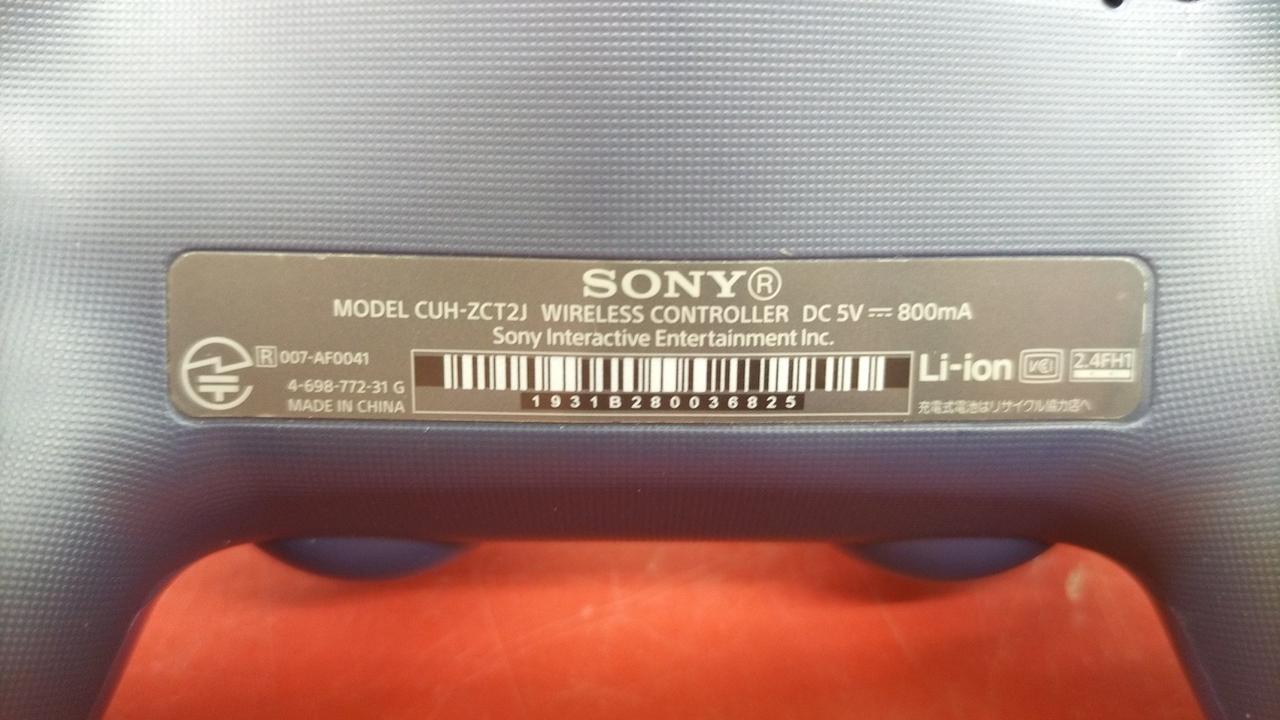 SONY®
MODEL CUH-ZCT2J WIRELESS CONTROLLER DC 5V ⎓ 800mA
Sony Interactive Entertainment Inc.
R 007-AF0041
4-698-772-31 G
MADE IN CHINA
1931B280036825
Li-ion VCI 2.4FH1
充電式電池はリサイクル協力店へ